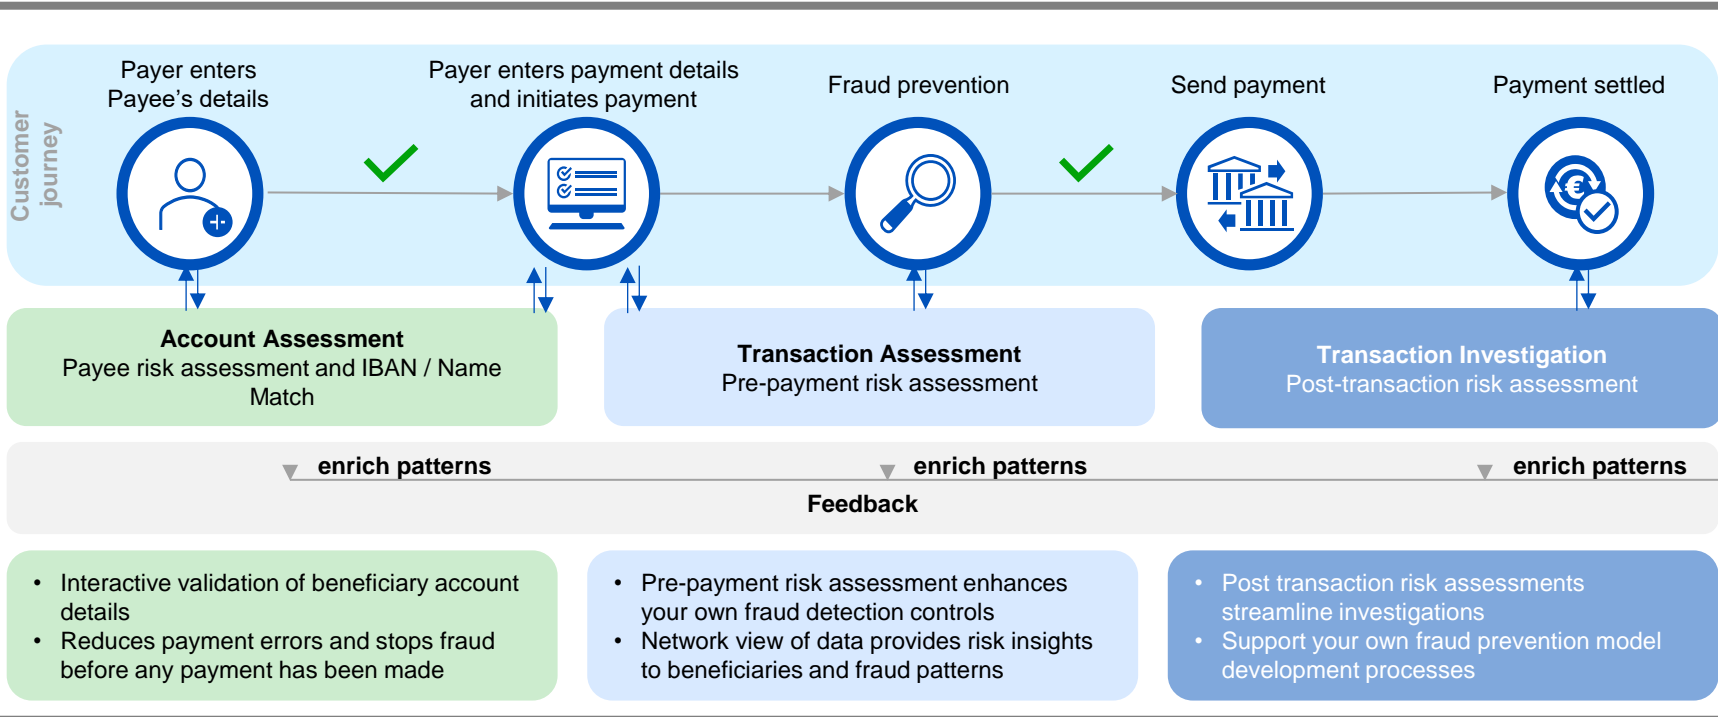 Customer
journey
Payer enters
Payee's details
Payer enters payment details
and initiates payment
Fraud prevention
Send payment
Payment settled
€
Account Assessment
Payee risk assessment and IBAN / Name
Match
Transaction Assessment
Pre-payment risk assessment
Transaction Investigation
Post-transaction risk assessment
enrich patterns
enrich patterns
enrich patterns
Feedback
• Interactive validation of beneficiary account
details
• Reduces payment errors and stops fraud
before any payment has been made
• Pre-payment risk assessment enhances
your own fraud detection controls
• Network view of data provides risk insights
to beneficiaries and fraud patterns
• Post transaction risk assessments
streamline investigations
• Support your own fraud prevention model
development processes